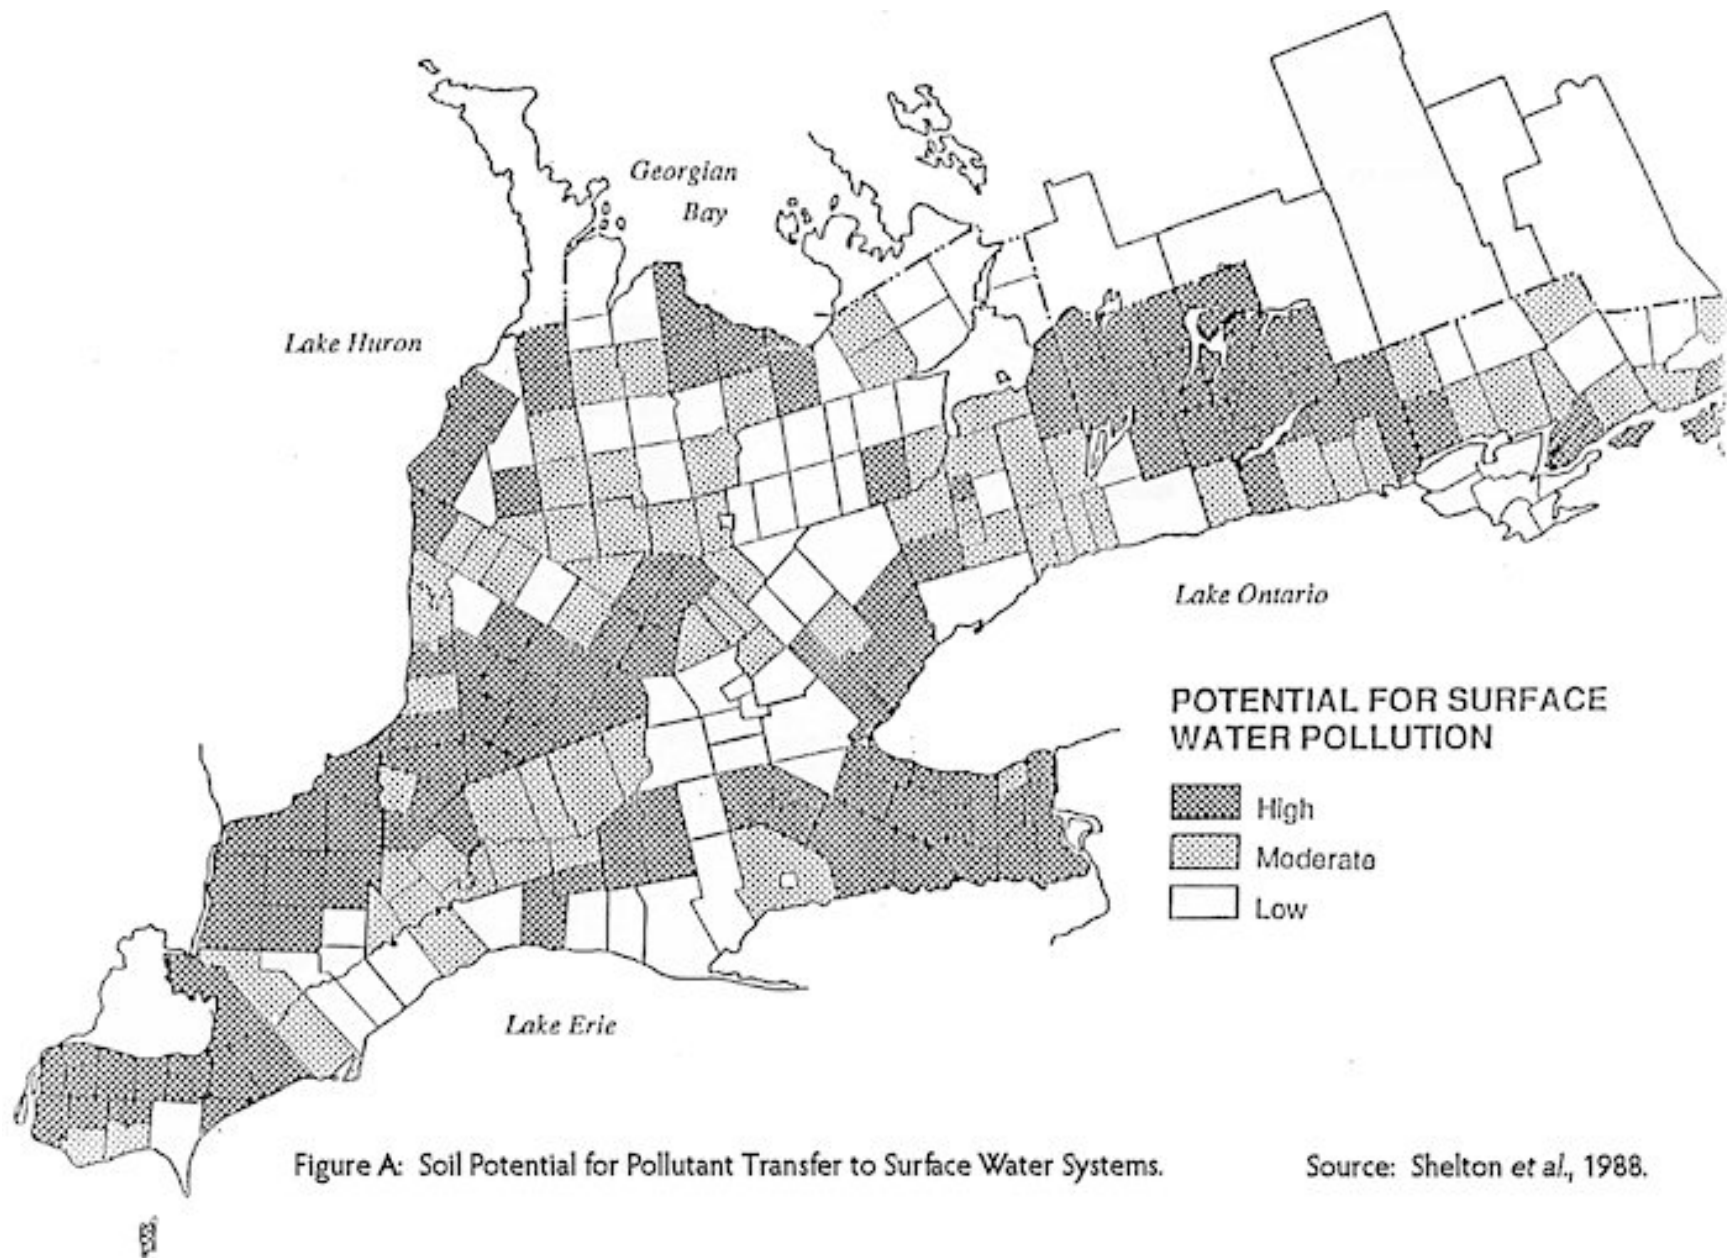 Georgian
Bay
Lake Huron
Lake Ontario
POTENTIAL FOR SURFACE
WATER POLLUTION
High
Moderate
Low
Lake Erie
Figure A: Soil Potential for Pollutant Transfer to Surface Water Systems.
Source: Shelton et al., 1988.